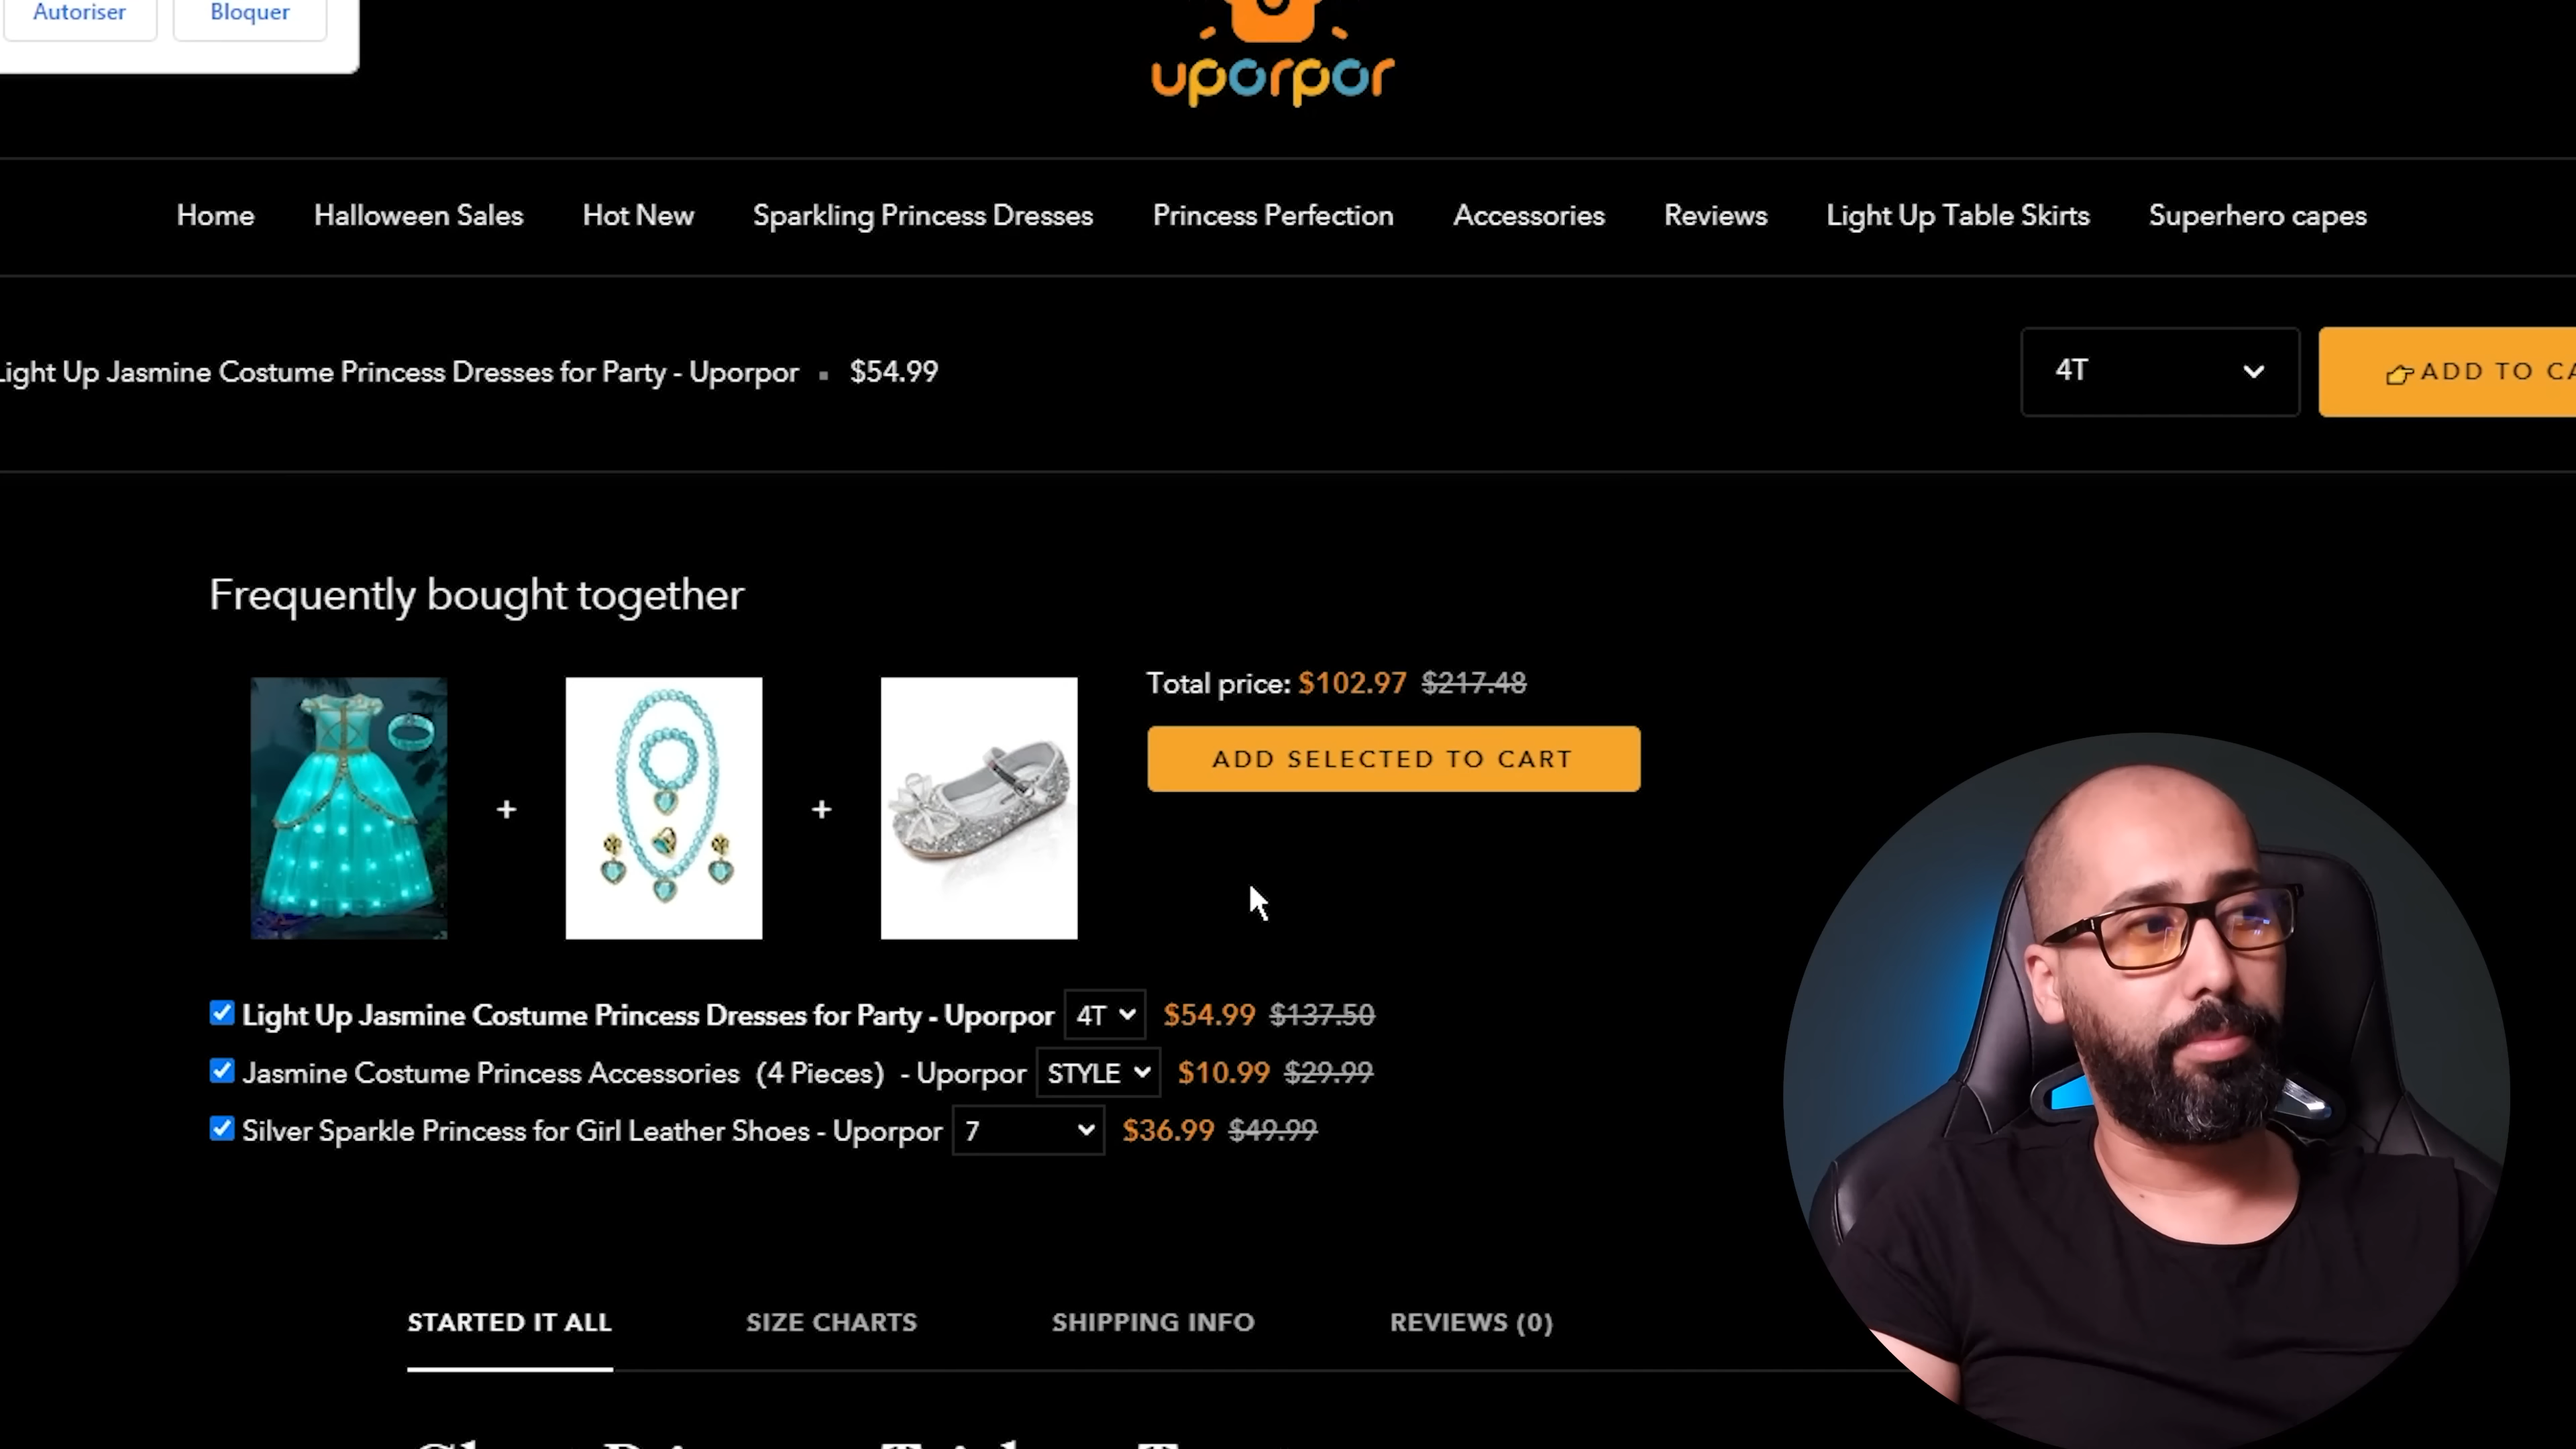 Autoriser Bloquer
uporpor
Home Halloween Sales Hot New Sparkling Princess Dresses Princess Perfection Accessories Reviews Light Up Table Skirts Superhero capes
Light Up Jasmine Costume Princess Dresses for Party - Uporpor ▪ $54.99 4T 👉ADD TO CA
Frequently bought together
Total price: $102.97 $217.48
ADD SELECTED TO CART
+ +
Light Up Jasmine Costume Princess Dresses for Party - Uporpor 4T $54.99 $137.50
Jasmine Costume Princess Accessories (4 Pieces) - Uporpor STYLE $10.99 $29.99
Silver Sparkle Princess for Girl Leather Shoes - Uporpor 7 $36.99 $49.99
STARTED IT ALL SIZE CHARTS SHIPPING INFO REVIEWS (0)